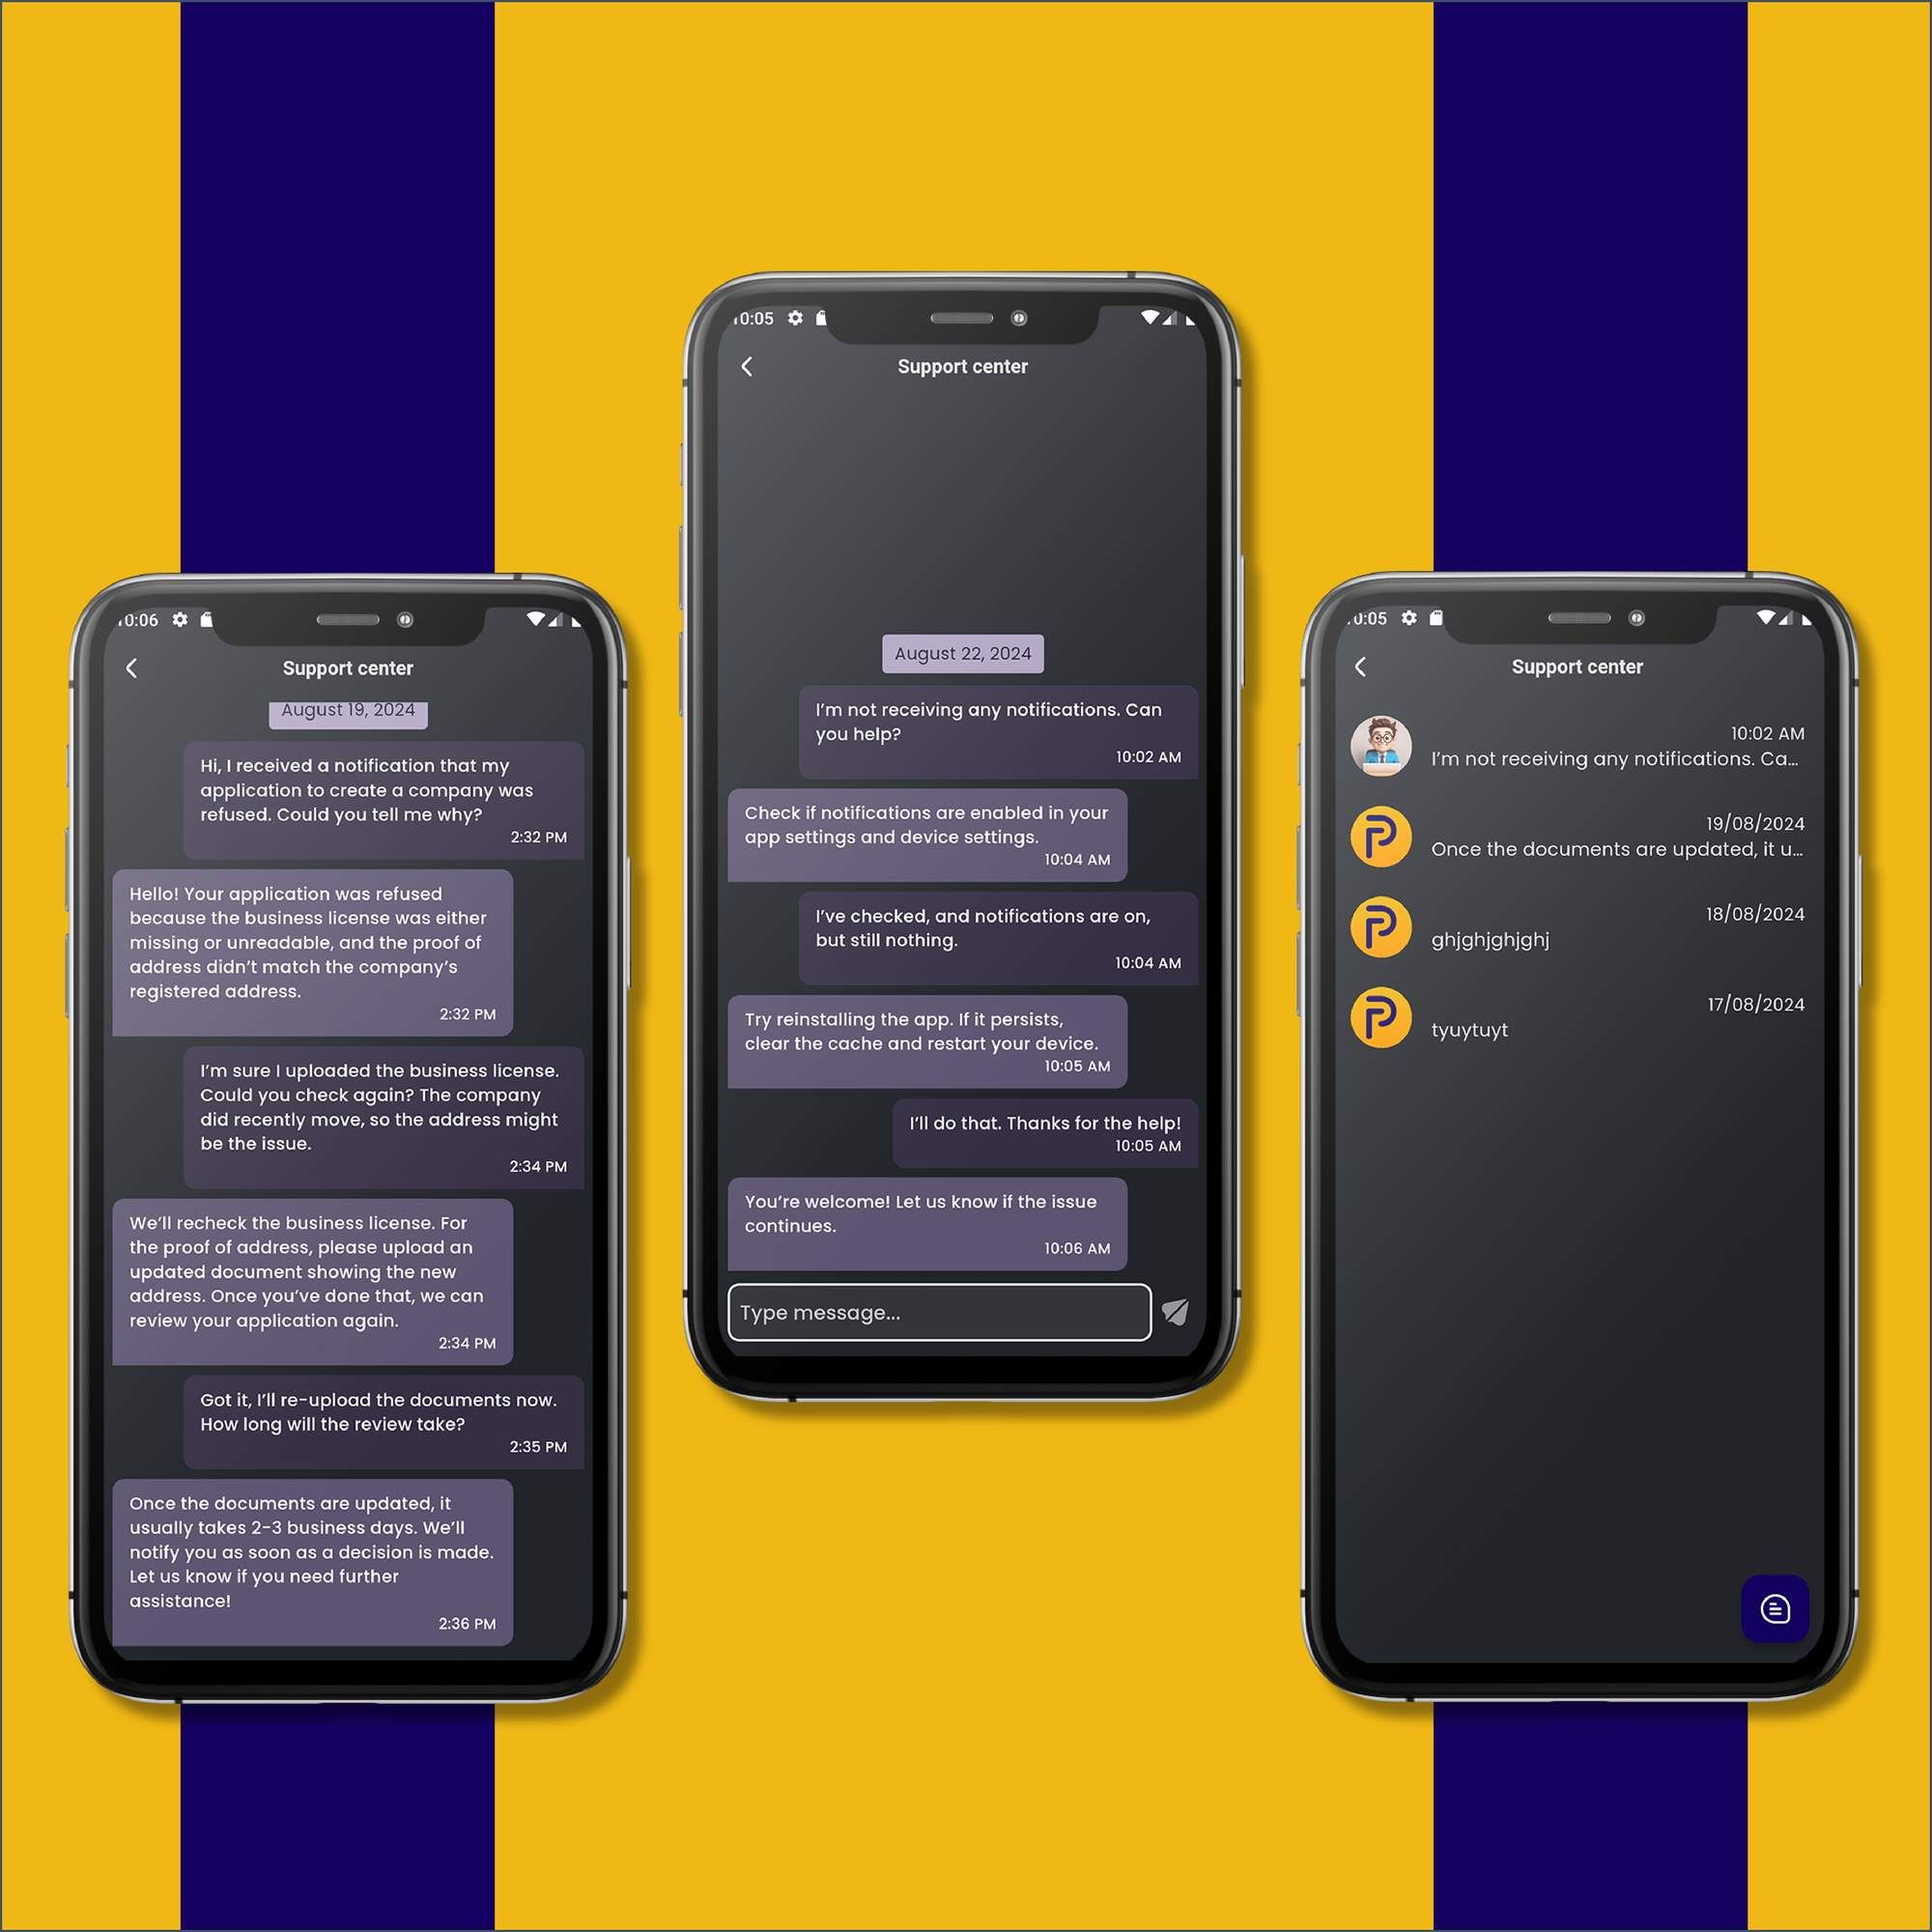 10:06
Support center
August 19, 2024
Hi, I received a notification that my
application to create a company was
refused. Could you tell me why?
2:32 PM
Hello! Your application was refused
because the business license was either
missing or unreadable, and the proof of
address didn't match the company's
registered address.
2:32 PM
I'm sure I uploaded the business license.
Could you check again? The company
did recently move, so the address might
be the issue.
2:34 PM
We'll recheck the business license. For
the proof of address, please upload an
updated document showing the new
address. Once you've done that, we can
review your application again.
2:34 PM
Got it, I'll re-upload the documents now.
How long will the review take?
2:35 PM
Once the documents are updated, it
usually takes 2-3 business days. We'll
notify you as soon as a decision is made.
Let us know if you need further
assistance!
2:36 PM
10:05
Support center
August 22, 2024
I'm not receiving any notifications. Can
you help?
10:02 AM
Check if notifications are enabled in your
app settings and device settings.
10:04 AM
I've checked, and notifications are on,
but still nothing.
10:04 AM
Try reinstalling the app. If it persists,
clear the cache and restart your device.
10:05 AM
I'll do that. Thanks for the help!
10:05 AM
You're welcome! Let us know if the issue
continues.
10:06 AM
Type message...
10:05
Support center
10:02 AM
I'm not receiving any notifications. Ca...
19/08/2024
Once the documents are updated, it u...
18/08/2024
ghjghjghjghj
17/08/2024
tyuytuyt